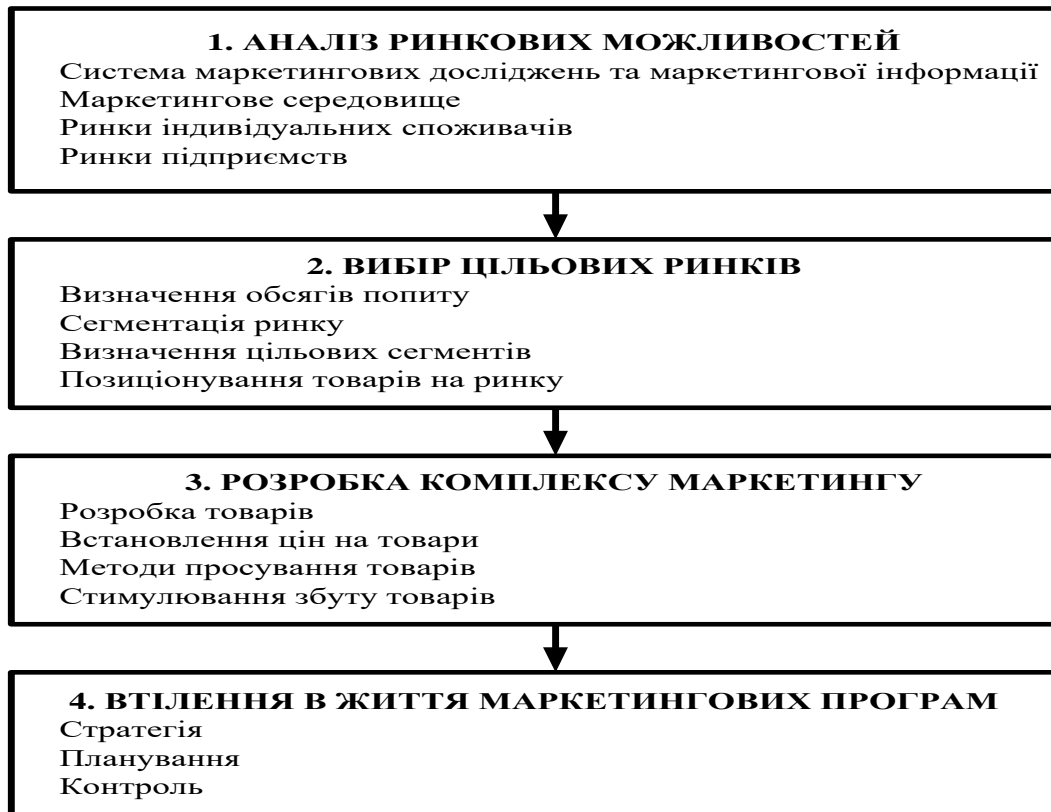 1. АНАЛІЗ РИНКОВИХ МОЖЛИВОСТЕЙ
Система маркетингових досліджень та маркетингової інформації
Маркетингове середовище
Ринки індивідуальних споживачів
Ринки підприємств
2. ВИБІР ЦІЛЬОВИХ РИНКІВ
Визначення обсягів попиту
Сегментація ринку
Визначення цільових сегментів
Позиціонування товарів на ринку
3. РОЗРОБКА КОМПЛЕКСУ МАРКЕТИНГУ
Розробка товарів
Встановлення цін на товари
Методи просування товарів
Стимулювання збуту товарів
4. ВТІЛЕННЯ В ЖИТТЯ МАРКЕТИНГОВИХ ПРОГРАМ
Стратегія
Планування
Контроль